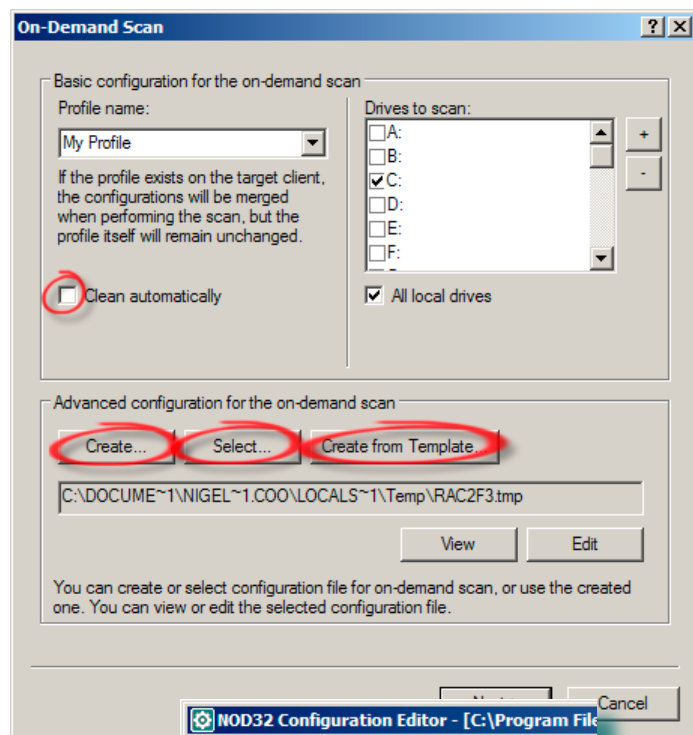 On-Demand Scan
Basic configuration for the on-demand scan
Profile name:
My Profile
If the profile exists on the target client,
the configurations will be merged
when performing the scan, but the
profile itself will remain unchanged.
Clean automatically
Drives to scan:
A:
B:
C:
D:
E:
F:
+
-
All local drives
Advanced configuration for the on-demand scan
Create...
Select...
Create from Template...
C:\DOCUME~1\NIGEL~1.COO\LOCALS~1\Temp\RAC2F3.tmp
View
Edit
You can create or select configuration file for on-demand scan, or use the created
one. You can view or edit the selected configuration file.
Cancel
NOD32 Configuration Editor - [C:\Program File